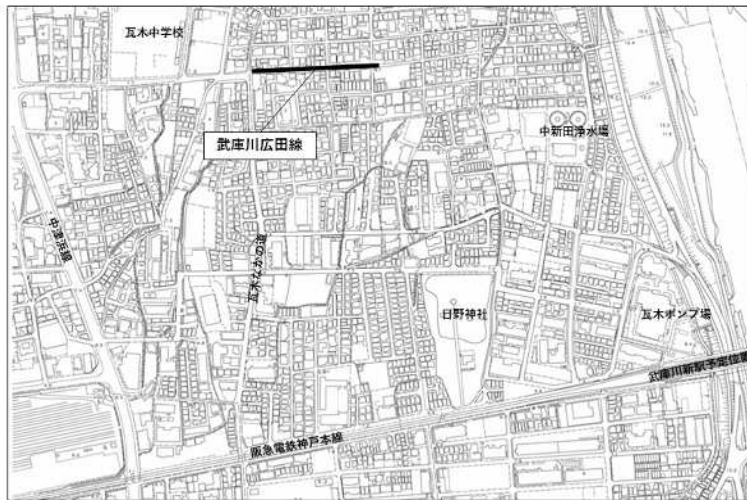 瓦木中学校
武庫川広田線
中新田浄水場
中津浜線
瓦木なかの道
日野神社
瓦木ポンプ場
武庫川新駅予定位置
阪急電鉄神戸本線